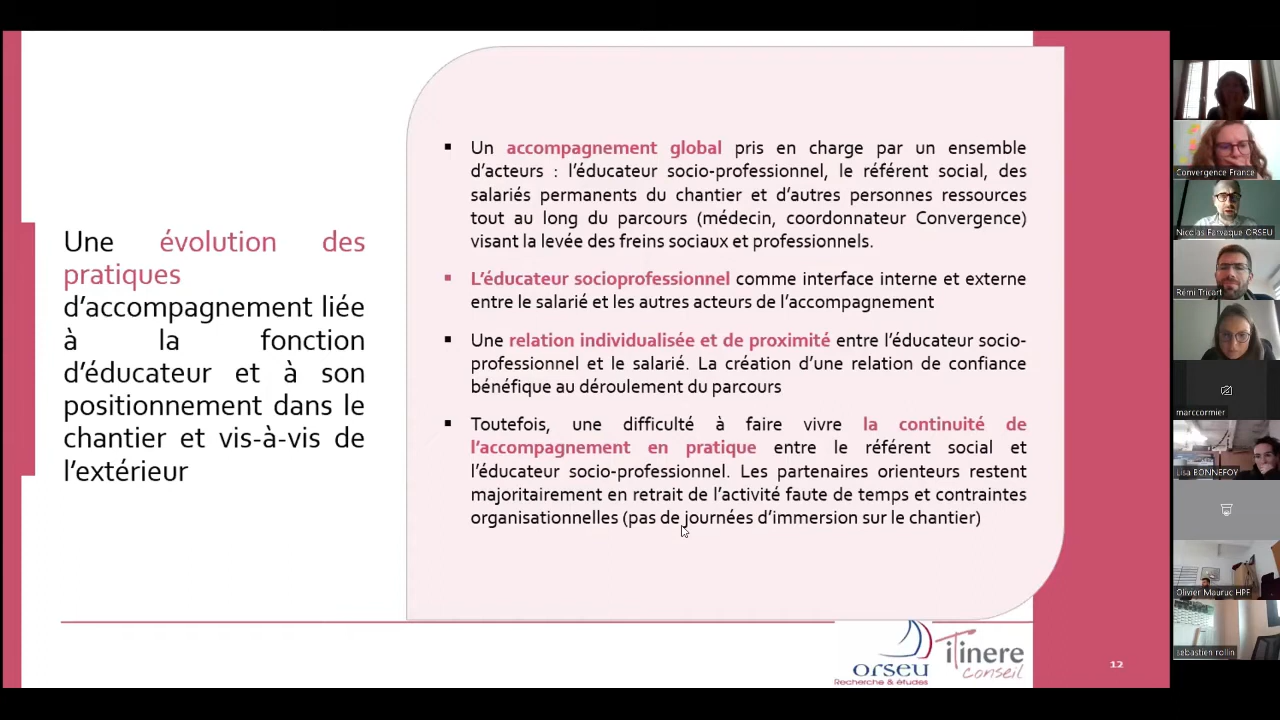 Une évolution des
pratiques
d’accompagnement liée
à la fonction
d’éducateur et à son
positionnement dans le
chantier et vis-à-vis de
l’extérieur
Un accompagnement global pris en charge par un ensemble
d’acteurs : l’éducateur socio-professionnel, le référent social, des
salariés permanents du chantier et d’autres personnes ressources
tout au long du parcours (médecin, coordonnateur Convergence)
visant la levée des freins sociaux et professionnels.
L’éducateur socioprofessionnel comme interface interne et externe
entre le salarié et les autres acteurs de l’accompagnement
Une relation individualisée et de proximité entre l’éducateur socio-
professionnel et le salarié. La création d’une relation de confiance
bénéfique au déroulement du parcours
Toutefois, une difficulté à faire vivre la continuité de
l’accompagnement en pratique entre le référent social et
l’éducateur socio-professionnel. Les partenaires orienteurs restent
majoritairement en retrait de l’activité faute de temps et contraintes
organisationnelles (pas de journées d’immersion sur le chantier)
orseu
Recherche & études
itinere
conseil
12
Convergence France
Nicolas Farvaque ORSEU
Rémi Tricart
marccormier
Lisa BONNEFOY
Olivier Mauruc HPF
sebastien rollin